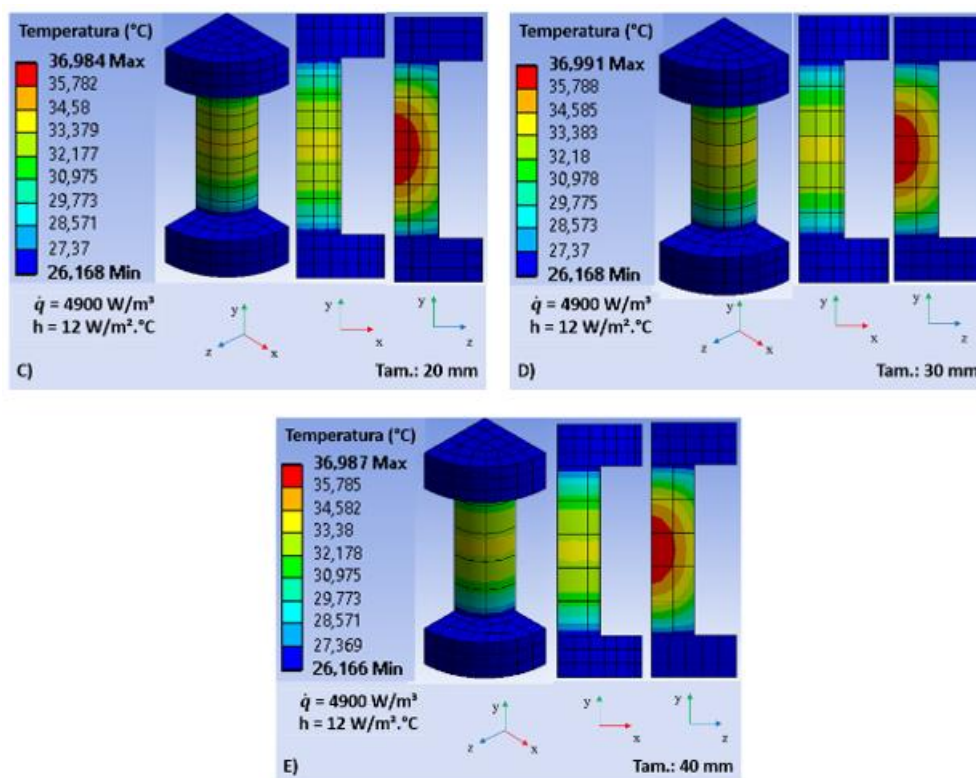 Temperatura (°C)
36,984 Max
35,782
34,58
33,379
32,177
30,975
29,773
28,571
27,37
26,168 Min
q̇ = 4900 W/m³
h = 12 W/m².°C
y
z
x
y
x
y
z
C)
Tam.: 20 mm
Temperatura (°C)
36,991 Max
35,788
34,585
33,383
32,18
30,978
29,775
28,573
27,37
26,168 Min
q̇ = 4900 W/m³
h = 12 W/m².°C
y
z
x
y
x
y
z
D)
Tam.: 30 mm
Temperatura (°C)
36,987 Max
35,785
34,582
33,38
32,178
30,975
29,773
28,571
27,369
26,166 Min
q̇ = 4900 W/m³
h = 12 W/m².°C
y
z
x
y
x
y
z
E)
Tam.: 40 mm